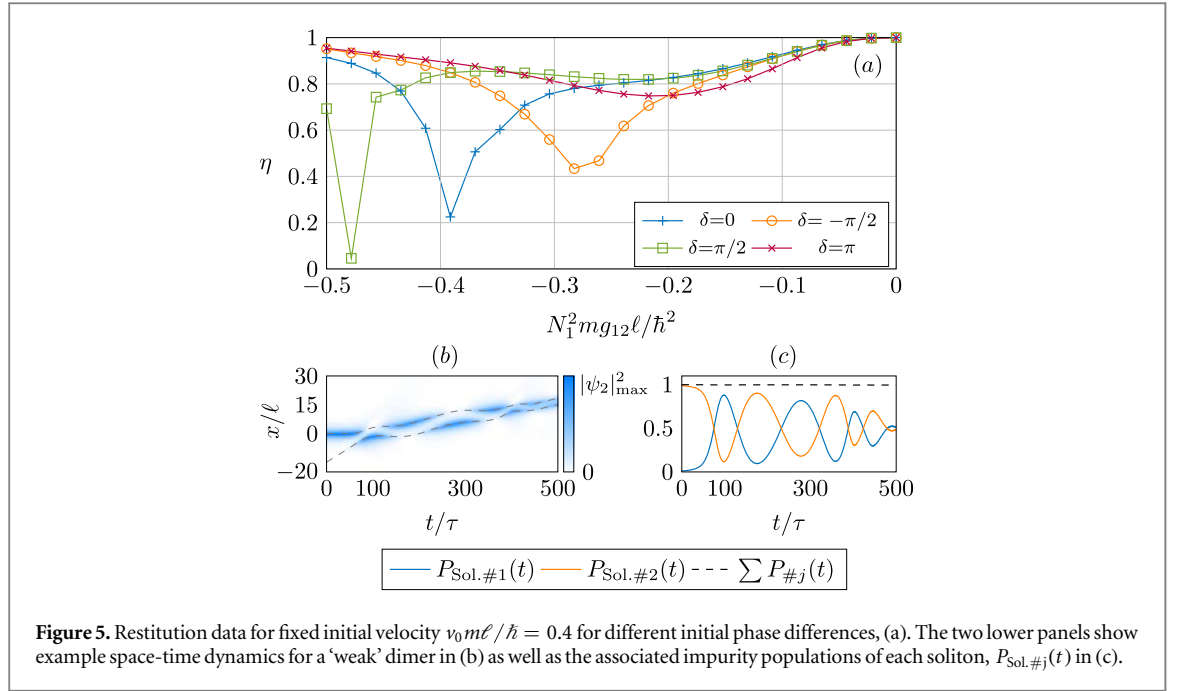 1
0.8
0.6
0.4
0.2
0
η
(a)
δ=0
δ= −π/2
δ=π/2
δ=π
−0.5
−0.4
−0.3
−0.2
−0.1
0
N₁²mg₁₂ℓ/ħ²
(b)
(c)
30
15
0
−20
x/ℓ
|ψ₂|²max
0
0
100
300
500
t/τ
1
0.5
0
0
100
300
500
t/τ
P_Sol.#1(t)
P_Sol.#2(t)
∑ P_#j(t)
Figure 5. Restitution data for fixed initial velocity v₀mℓ/ħ = 0.4 for different initial phase differences, (a). The two lower panels show
example space-time dynamics for a ‘weak’ dimer in (b) as well as the associated impurity populations of each soliton, P_Sol.#j(t) in (c).